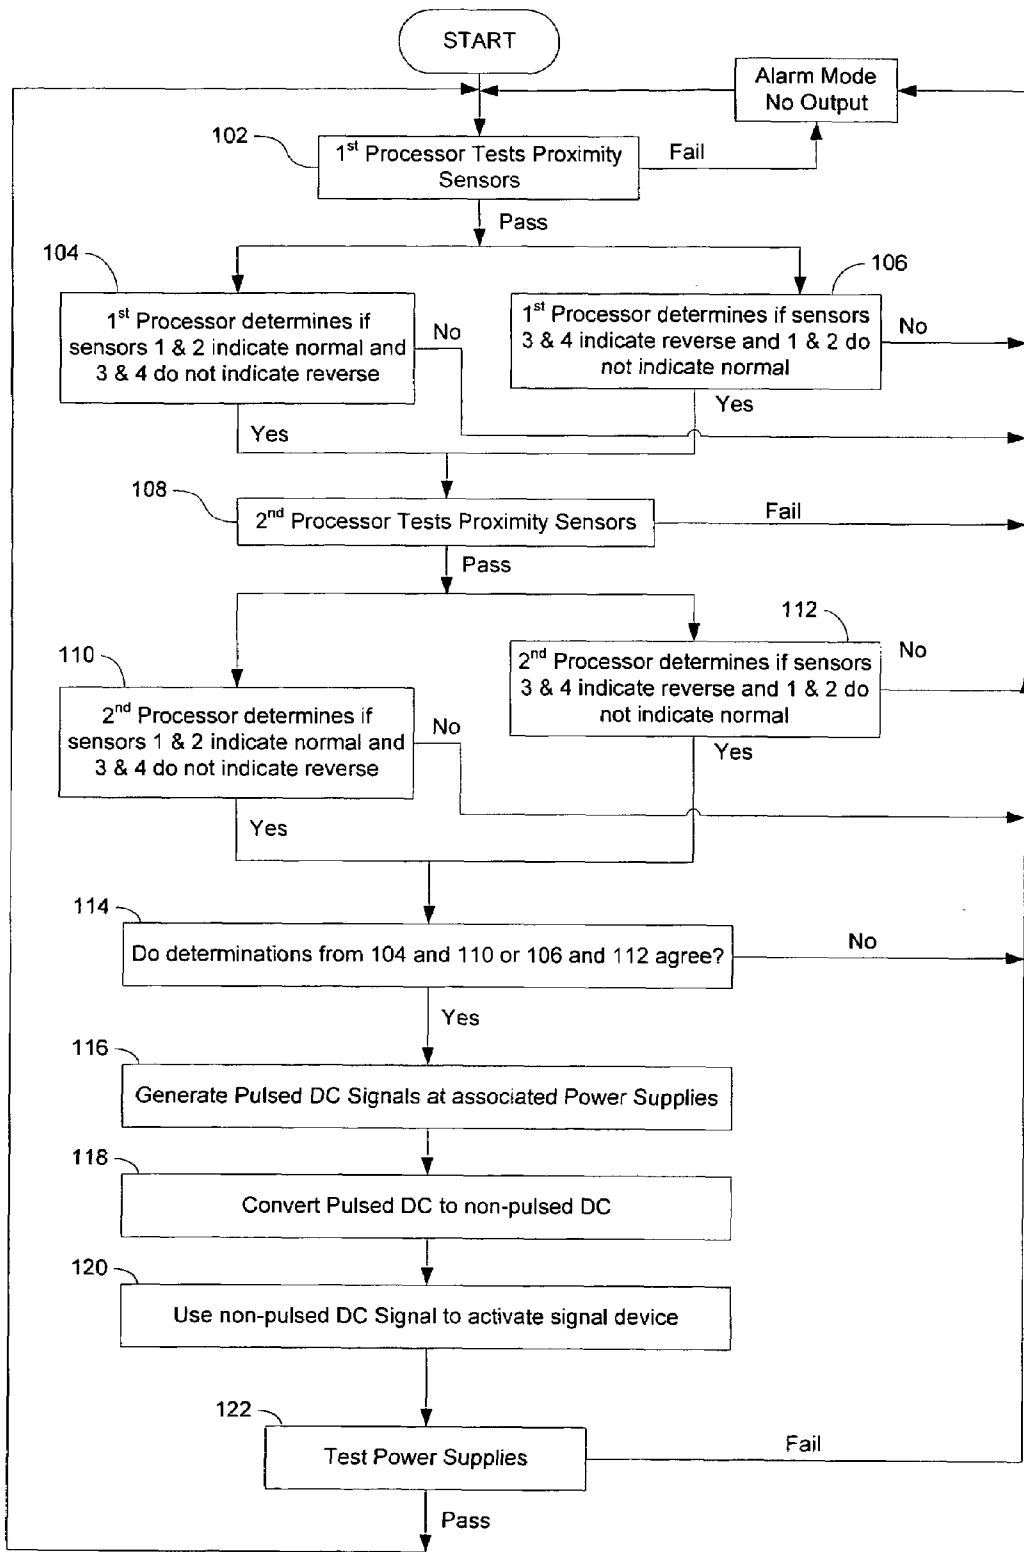 START
Alarm Mode
No Output
102
1st Processor Tests Proximity
Sensors
Fail
Pass
104
106
1st Processor determines if
sensors 1 & 2 indicate normal and
3 & 4 do not indicate reverse
No
1st Processor determines if sensors
3 & 4 indicate reverse and 1 & 2 do
not indicate normal
No
Yes
Yes
108
2nd Processor Tests Proximity Sensors
Fail
Pass
110
112
2nd Processor determines if sensors
3 & 4 indicate reverse and 1 & 2 do
not indicate normal
No
2nd Processor determines if
sensors 1 & 2 indicate normal and
3 & 4 do not indicate reverse
No
Yes
Yes
114
Do determinations from 104 and 110 or 106 and 112 agree?
No
Yes
116
Generate Pulsed DC Signals at associated Power Supplies
118
Convert Pulsed DC to non-pulsed DC
120
Use non-pulsed DC Signal to activate signal device
122
Test Power Supplies
Fail
Pass